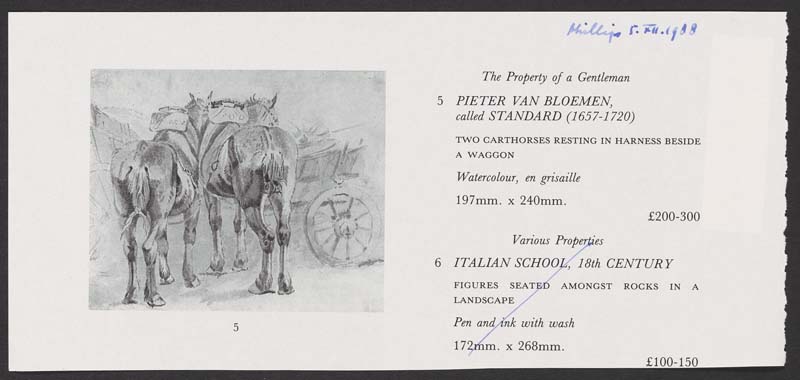 Phillips 5.XII.1988
The Property of a Gentleman
5 PIETER VAN BLOEMEN,
called STANDARD (1657-1720)
TWO CARTHORSES RESTING IN HARNESS BESIDE
A WAGGON
Watercolour, en grisaille
197mm. x 240mm.
£200-300
Various Properties
6 ITALIAN SCHOOL, 18th CENTURY
FIGURES SEATED AMONGST ROCKS IN A
LANDSCAPE
Pen and ink with wash
172mm. x 268mm.
£100-150
5